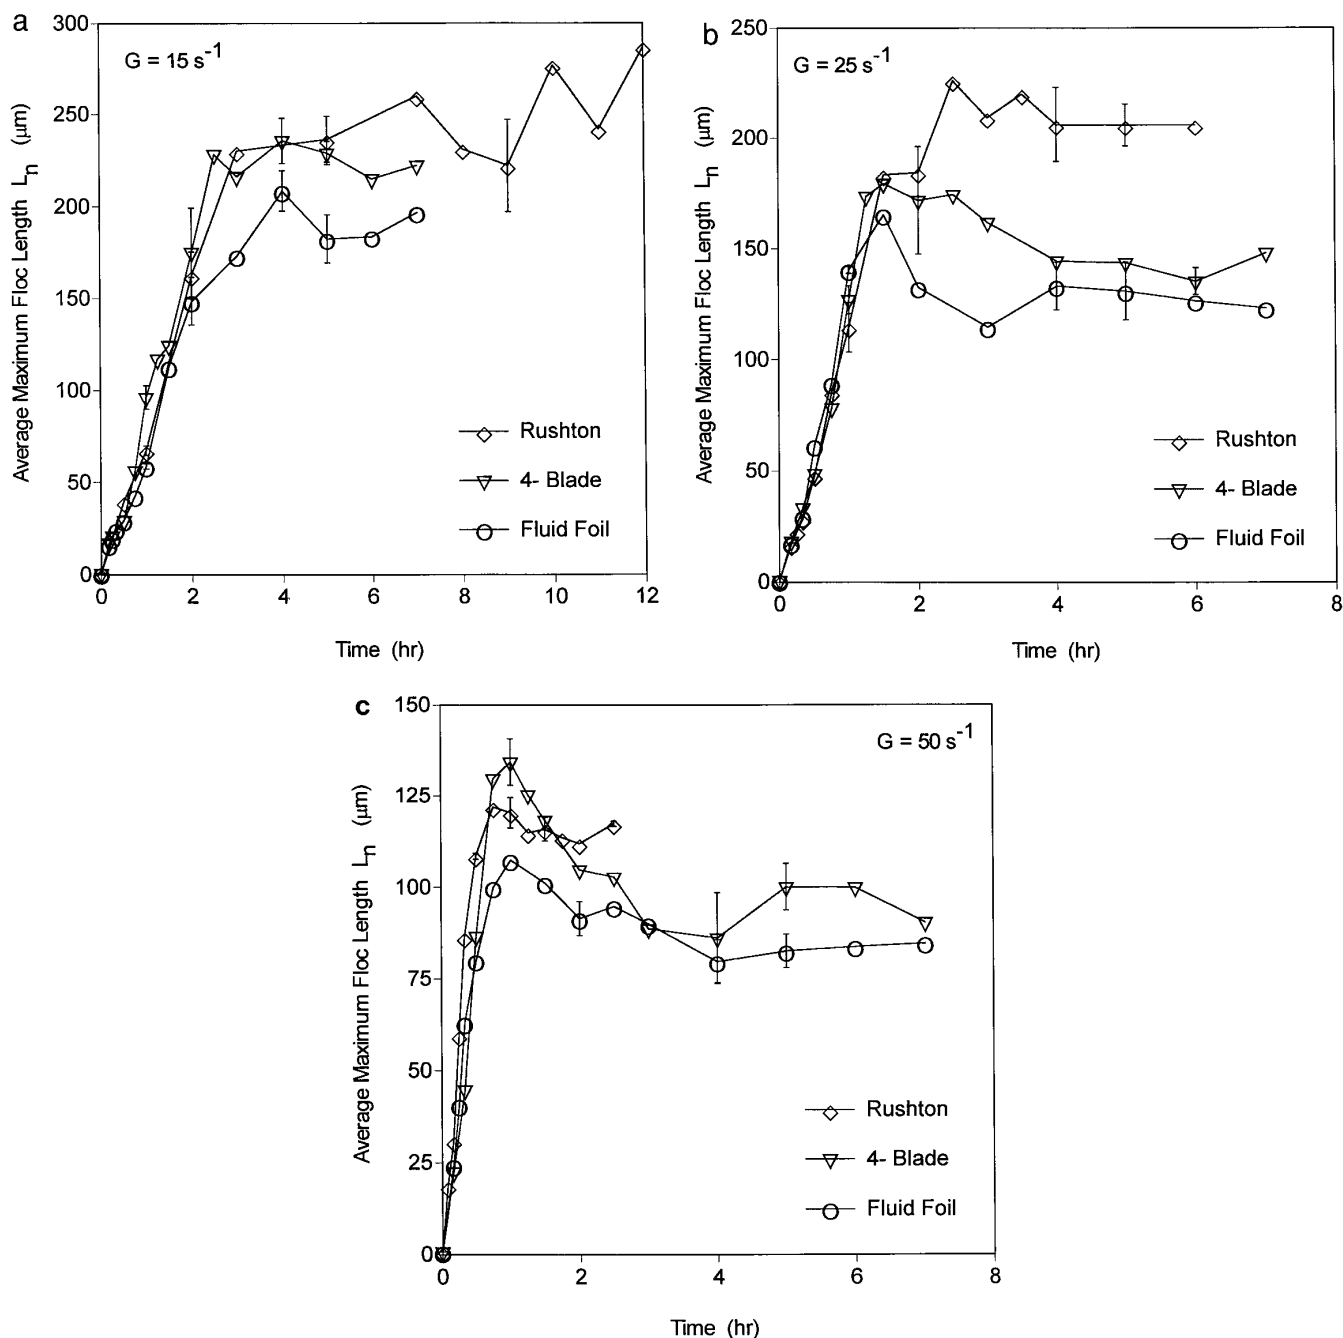 a
G = 15 s-1
Average Maximum Floc Length Ln (μm)
300
250
200
150
100
50
0
0 2 4 6 8 10 12
Time (hr)
Rushton
4- Blade
Fluid Foil
b
G = 25 s-1
Average Maximum Floc Length Ln (μm)
250
200
150
100
50
0
0 2 4 6 8
Time (hr)
Rushton
4- Blade
Fluid Foil
c
G = 50 s-1
Average Maximum Floc Length Ln (μm)
150
125
100
75
50
25
0
0 2 4 6 8
Time (hr)
Rushton
4- Blade
Fluid Foil